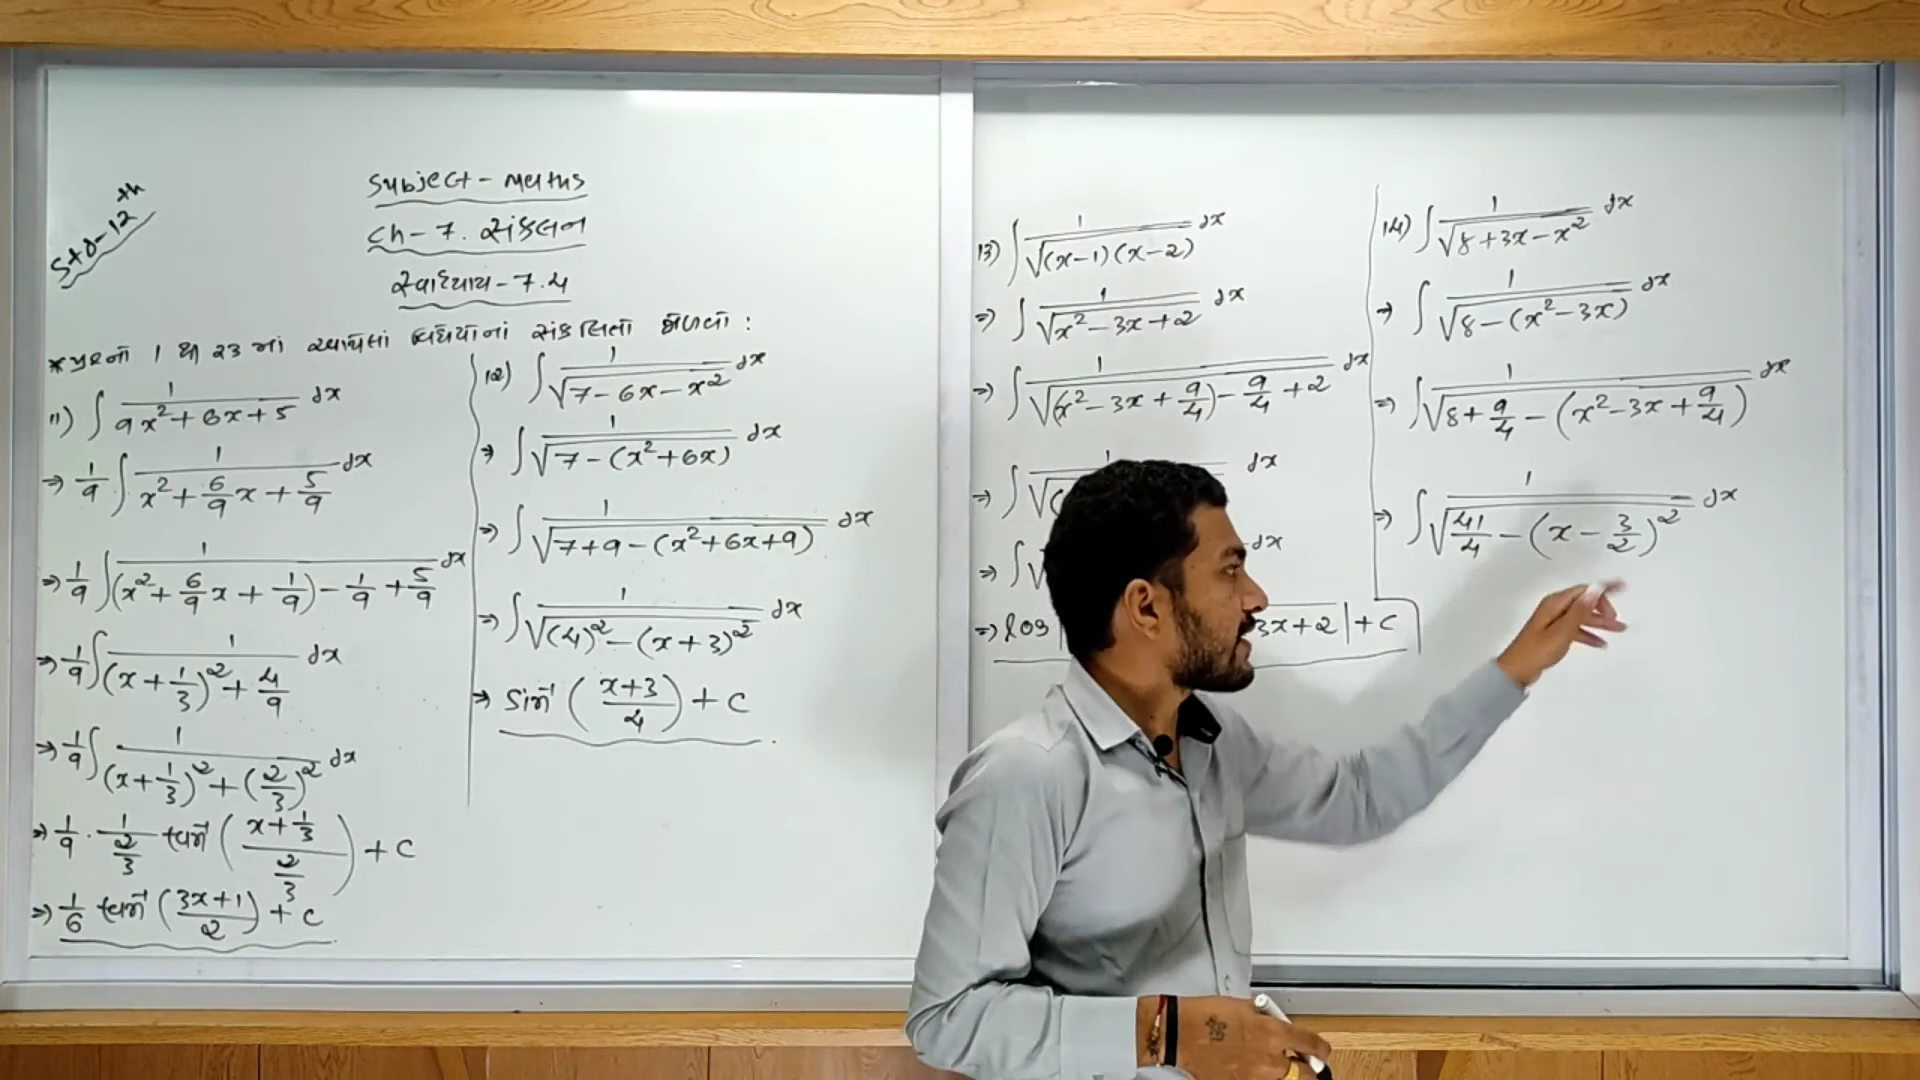 Std-12th
Subject - Maths
Ch-7. સંકલન
સ્વાધ્યાય-7.4
* પ્રશ્નો 1 થી 23 માં આપેલાં વિધેયોનાં સંકલિતો મેળવો :
11) ∫ 1/(9x²+6x+5) dx
⇒ 1/9 ∫ 1/(x²+6/9x+5/9) dx
⇒ 1/9 ∫ 1/((x²+6/9x+1/9)-1/9+5/9) dx
⇒ 1/9 ∫ 1/((x+1/3)²+4/9) dx
⇒ 1/9 ∫ 1/((x+1/3)²+(2/3)²) dx
⇒ 1/9 · 1/(2/3) tan⁻¹((x+1/3)/(2/3)) + c
⇒ 1/6 tan⁻¹((3x+1)/2) + c
12) ∫ 1/√(7-6x-x²) dx
⇒ ∫ 1/√(7-(x²+6x)) dx
⇒ ∫ 1/√(7+9-(x²+6x+9)) dx
⇒ ∫ 1/√((4)²-(x+3)²) dx
⇒ sin⁻¹((x+3)/4) + c
13) ∫ 1/√((x-1)(x-2)) dx
⇒ ∫ 1/√(x²-3x+2) dx
⇒ ∫ 1/√((x²-3x+9/4)-9/4+2) dx
⇒ ∫ 1/√( dx
⇒ ∫ √ dx
⇒ log | 3x+2 | + c
14) ∫ 1/√(8+3x-x²) dx
⇒ ∫ 1/√(8-(x²-3x)) dx
⇒ ∫ 1/√(8+9/4-(x²-3x+9/4)) dx
⇒ ∫ 1/√(41/4-(x-3/2)²) dx